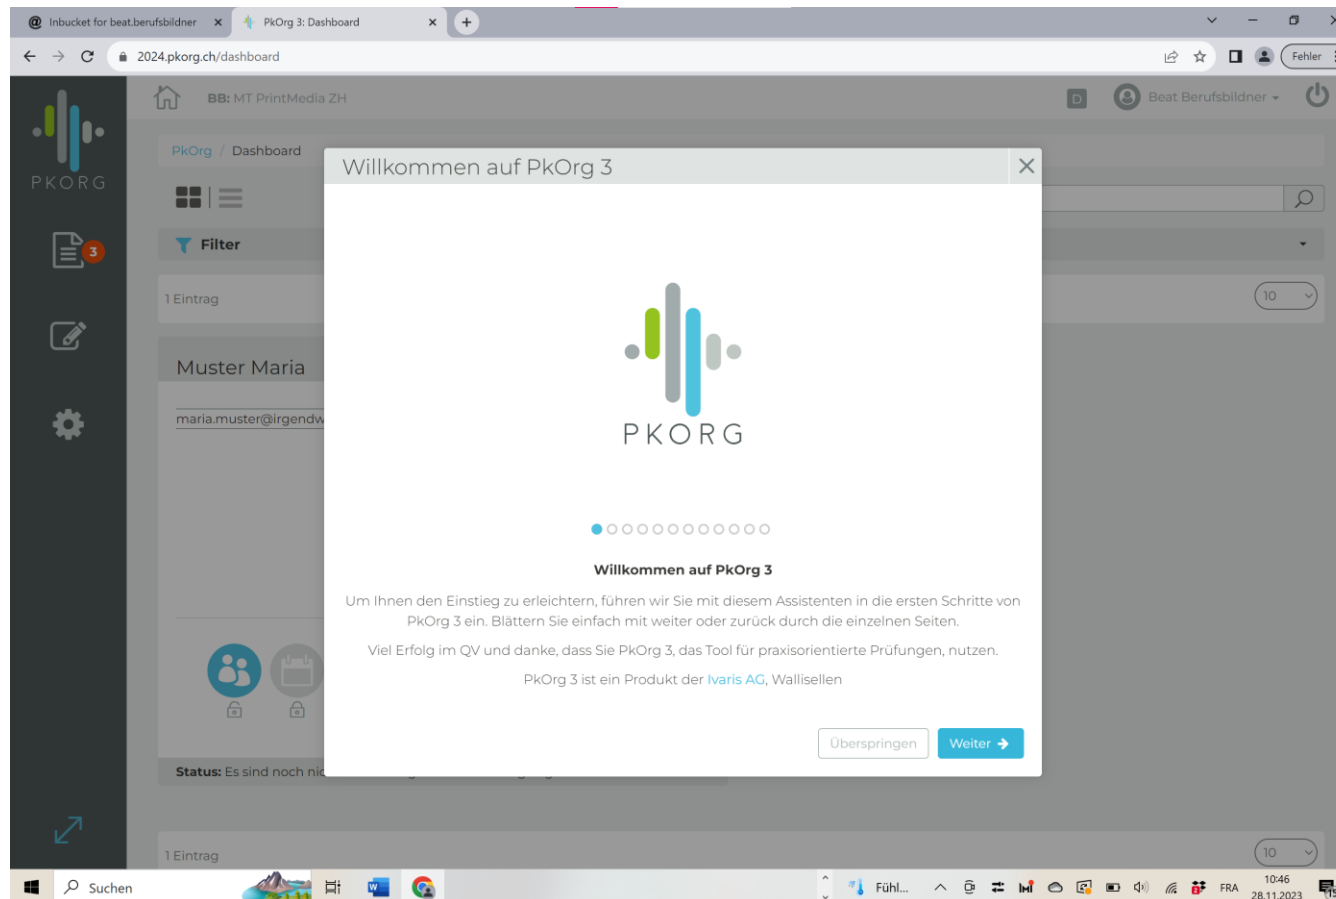 Inbucket for beat.berufsbildner
PkOrg 3: Dashboard
2024.pkorg.ch/dashboard
Fehler
BB: MT PrintMedia ZH
D
Beat Berufsbildner
PKORG
PkOrg / Dashboard
3
Filter
1 Eintrag
10
Muster Maria
maria.muster@irgendw
Willkommen auf PkOrg 3
PKORG
Willkommen auf PkOrg 3
Um Ihnen den Einstieg zu erleichtern, führen wir Sie mit diesem Assistenten in die ersten Schritte von
PkOrg 3 ein. Blättern Sie einfach mit weiter oder zurück durch die einzelnen Seiten.
Viel Erfolg im QV und danke, dass Sie PkOrg 3, das Tool für praxisorientierte Prüfungen, nutzen.
PkOrg 3 ist ein Produkt der Ivaris AG, Wallisellen
Überspringen
Weiter
Status: Es sind noch nic
1 Eintrag
10
Suchen
Fühl...
FRA
10:46
28.11.2023